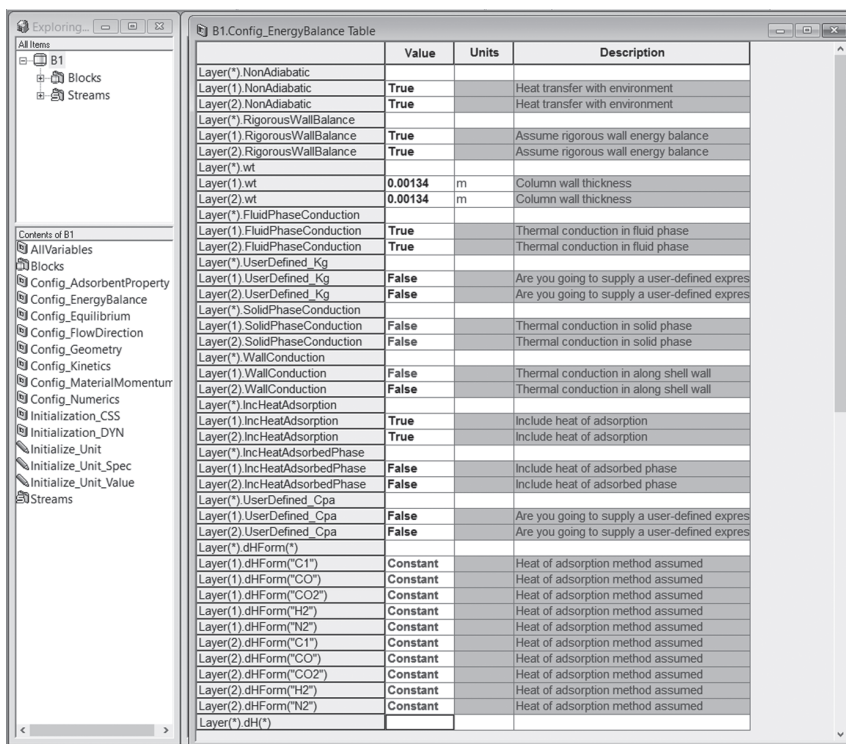 Exploring...
All Items
B1
Blocks
Streams
Contents of B1
AllVariables
Blocks
Config_AdsorbentProperty
Config_EnergyBalance
Config_Equilibrium
Config_FlowDirection
Config_Geometry
Config_Kinetics
Config_MaterialMomentum
Config_Numerics
Initialization_CSS
Initialization_DYN
Initialize_Unit
Initialize_Unit_Spec
Initialize_Unit_Value
Streams
B1.Config_EnergyBalance Table
Value Units Description
Layer(*).NonAdiabatic
Layer(1).NonAdiabatic True Heat transfer with environment
Layer(2).NonAdiabatic True Heat transfer with environment
Layer(*).RigorousWallBalance
Layer(1).RigorousWallBalance True Assume rigorous wall energy balance
Layer(2).RigorousWallBalance True Assume rigorous wall energy balance
Layer(*).wt
Layer(1).wt 0.00134 m Column wall thickness
Layer(2).wt 0.00134 m Column wall thickness
Layer(*).FluidPhaseConduction
Layer(1).FluidPhaseConduction True Thermal conduction in fluid phase
Layer(2).FluidPhaseConduction True Thermal conduction in fluid phase
Layer(*).UserDefined_Kg
Layer(1).UserDefined_Kg False Are you going to supply a user-defined expres
Layer(2).UserDefined_Kg False Are you going to supply a user-defined expres
Layer(*).SolidPhaseConduction
Layer(1).SolidPhaseConduction False Thermal conduction in solid phase
Layer(2).SolidPhaseConduction False Thermal conduction in solid phase
Layer(*).WallConduction
Layer(1).WallConduction False Thermal conduction in along shell wall
Layer(2).WallConduction False Thermal conduction in along shell wall
Layer(*).IncHeatAdsorption
Layer(1).IncHeatAdsorption True Include heat of adsorption
Layer(2).IncHeatAdsorption True Include heat of adsorption
Layer(*).IncHeatAdsorbedPhase
Layer(1).IncHeatAdsorbedPhase False Include heat of adsorbed phase
Layer(2).IncHeatAdsorbedPhase False Include heat of adsorbed phase
Layer(*).UserDefined_Cpa
Layer(1).UserDefined_Cpa False Are you going to supply a user-defined expres
Layer(2).UserDefined_Cpa False Are you going to supply a user-defined expres
Layer(*).dHForm(*)
Layer(1).dHForm("C1") Constant Heat of adsorption method assumed
Layer(1).dHForm("CO") Constant Heat of adsorption method assumed
Layer(1).dHForm("CO2") Constant Heat of adsorption method assumed
Layer(1).dHForm("H2") Constant Heat of adsorption method assumed
Layer(1).dHForm("N2") Constant Heat of adsorption method assumed
Layer(2).dHForm("C1") Constant Heat of adsorption method assumed
Layer(2).dHForm("CO") Constant Heat of adsorption method assumed
Layer(2).dHForm("CO2") Constant Heat of adsorption method assumed
Layer(2).dHForm("H2") Constant Heat of adsorption method assumed
Layer(2).dHForm("N2") Constant Heat of adsorption method assumed
Layer(*).dH(*)